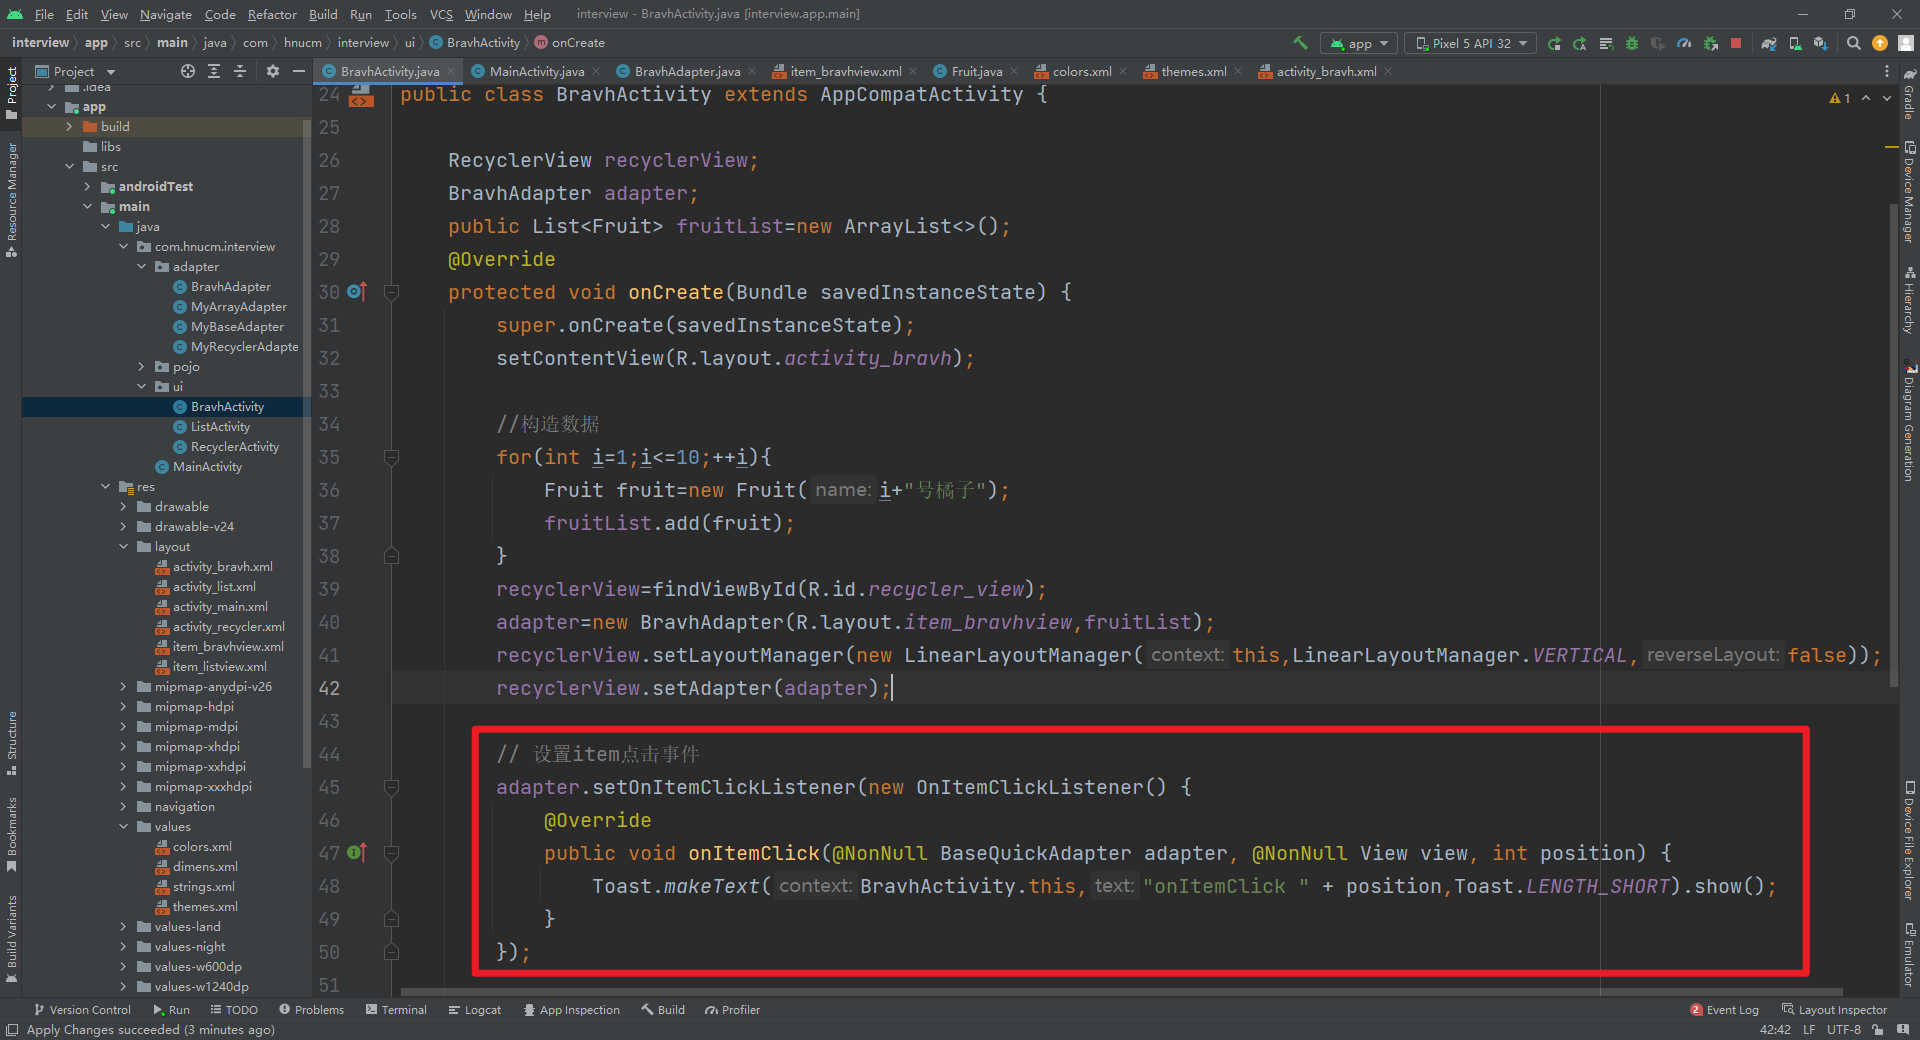 File Edit View Navigate Code Refactor Build Run Tools VCS Window Help interview - BravhActivity.java [interview.app.main]
interview app src main java com hnucm interview ui BravhActivity onCreate app Pixel 5 API 32
Project
BravhActivity.java MainActivity.java BravhAdapter.java item_bravhview.xml Fruit.java colors.xml themes.xml activity_bravh.xml
Project
Resource Manager
Structure
Bookmarks
Build Variants
.idea
app
build
libs
src
androidTest
main
java
com.hnucm.interview
adapter
BravhAdapter
MyArrayAdapter
MyBaseAdapter
MyRecyclerAdapte
pojo
ui
BravhActivity
ListActivity
RecyclerActivity
MainActivity
res
drawable
drawable-v24
layout
activity_bravh.xml
activity_list.xml
activity_main.xml
activity_recycler.xml
item_bravhview.xml
item_listview.xml
mipmap-anydpi-v26
mipmap-hdpi
mipmap-mdpi
mipmap-xhdpi
mipmap-xxhdpi
mipmap-xxxhdpi
navigation
values
colors.xml
dimens.xml
strings.xml
themes.xml
values-land
values-night
values-w600dp
values-w1240dp
24 public class BravhActivity extends AppCompatActivity {
25
26 RecyclerView recyclerView;
27 BravhAdapter adapter;
28 public List<Fruit> fruitList=new ArrayList<>();
29 @Override
30 protected void onCreate(Bundle savedInstanceState) {
31 super.onCreate(savedInstanceState);
32 setContentView(R.layout.activity_bravh);
33
34 //构造数据
35 for(int i=1;i<=10;++i){
36 Fruit fruit=new Fruit( name: i+"号橘子");
37 fruitList.add(fruit);
38 }
39 recyclerView=findViewById(R.id.recycler_view);
40 adapter=new BravhAdapter(R.layout.item_bravhview,fruitList);
41 recyclerView.setLayoutManager(new LinearLayoutManager( context: this,LinearLayoutManager.VERTICAL, reverseLayout: false));
42 recyclerView.setAdapter(adapter);
43
44 // 设置item点击事件
45 adapter.setOnItemClickListener(new OnItemClickListener() {
46 @Override
47 public void onItemClick(@NonNull BaseQuickAdapter adapter, @NonNull View view, int position) {
48 Toast.makeText( context: BravhActivity.this, text: "onItemClick " + position,Toast.LENGTH_SHORT).show();
49 }
50 });
51
1
Gradle
Device Manager
Hierarchy
Diagram Generation
Device File Explorer
Emulator
Version Control Run TODO Problems Terminal Logcat App Inspection Build Profiler 2 Event Log Layout Inspector
Apply Changes succeeded (3 minutes ago) 42:42 LF UTF-8